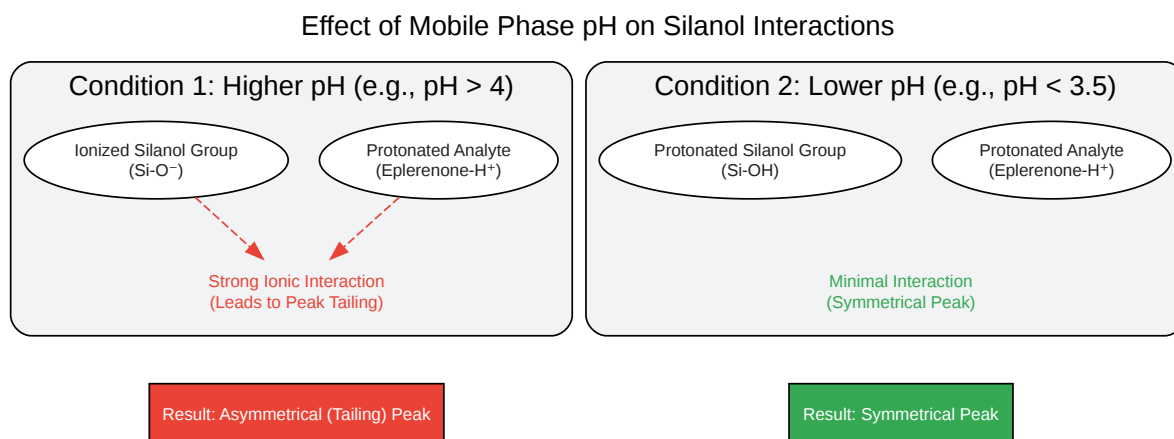 Effect of Mobile Phase pH on Silanol Interactions
Condition 1: Higher pH (e.g., pH > 4)
Ionized Silanol Group
(Si-O⁻)
Protonated Analyte
(Eplerenone-H⁺)
Strong Ionic Interaction
(Leads to Peak Tailing)
Result: Asymmetrical (Tailing) Peak
Condition 2: Lower pH (e.g., pH < 3.5)
Protonated Silanol Group
(Si-OH)
Protonated Analyte
(Eplerenone-H⁺)
Minimal Interaction
(Symmetrical Peak)
Result: Symmetrical Peak